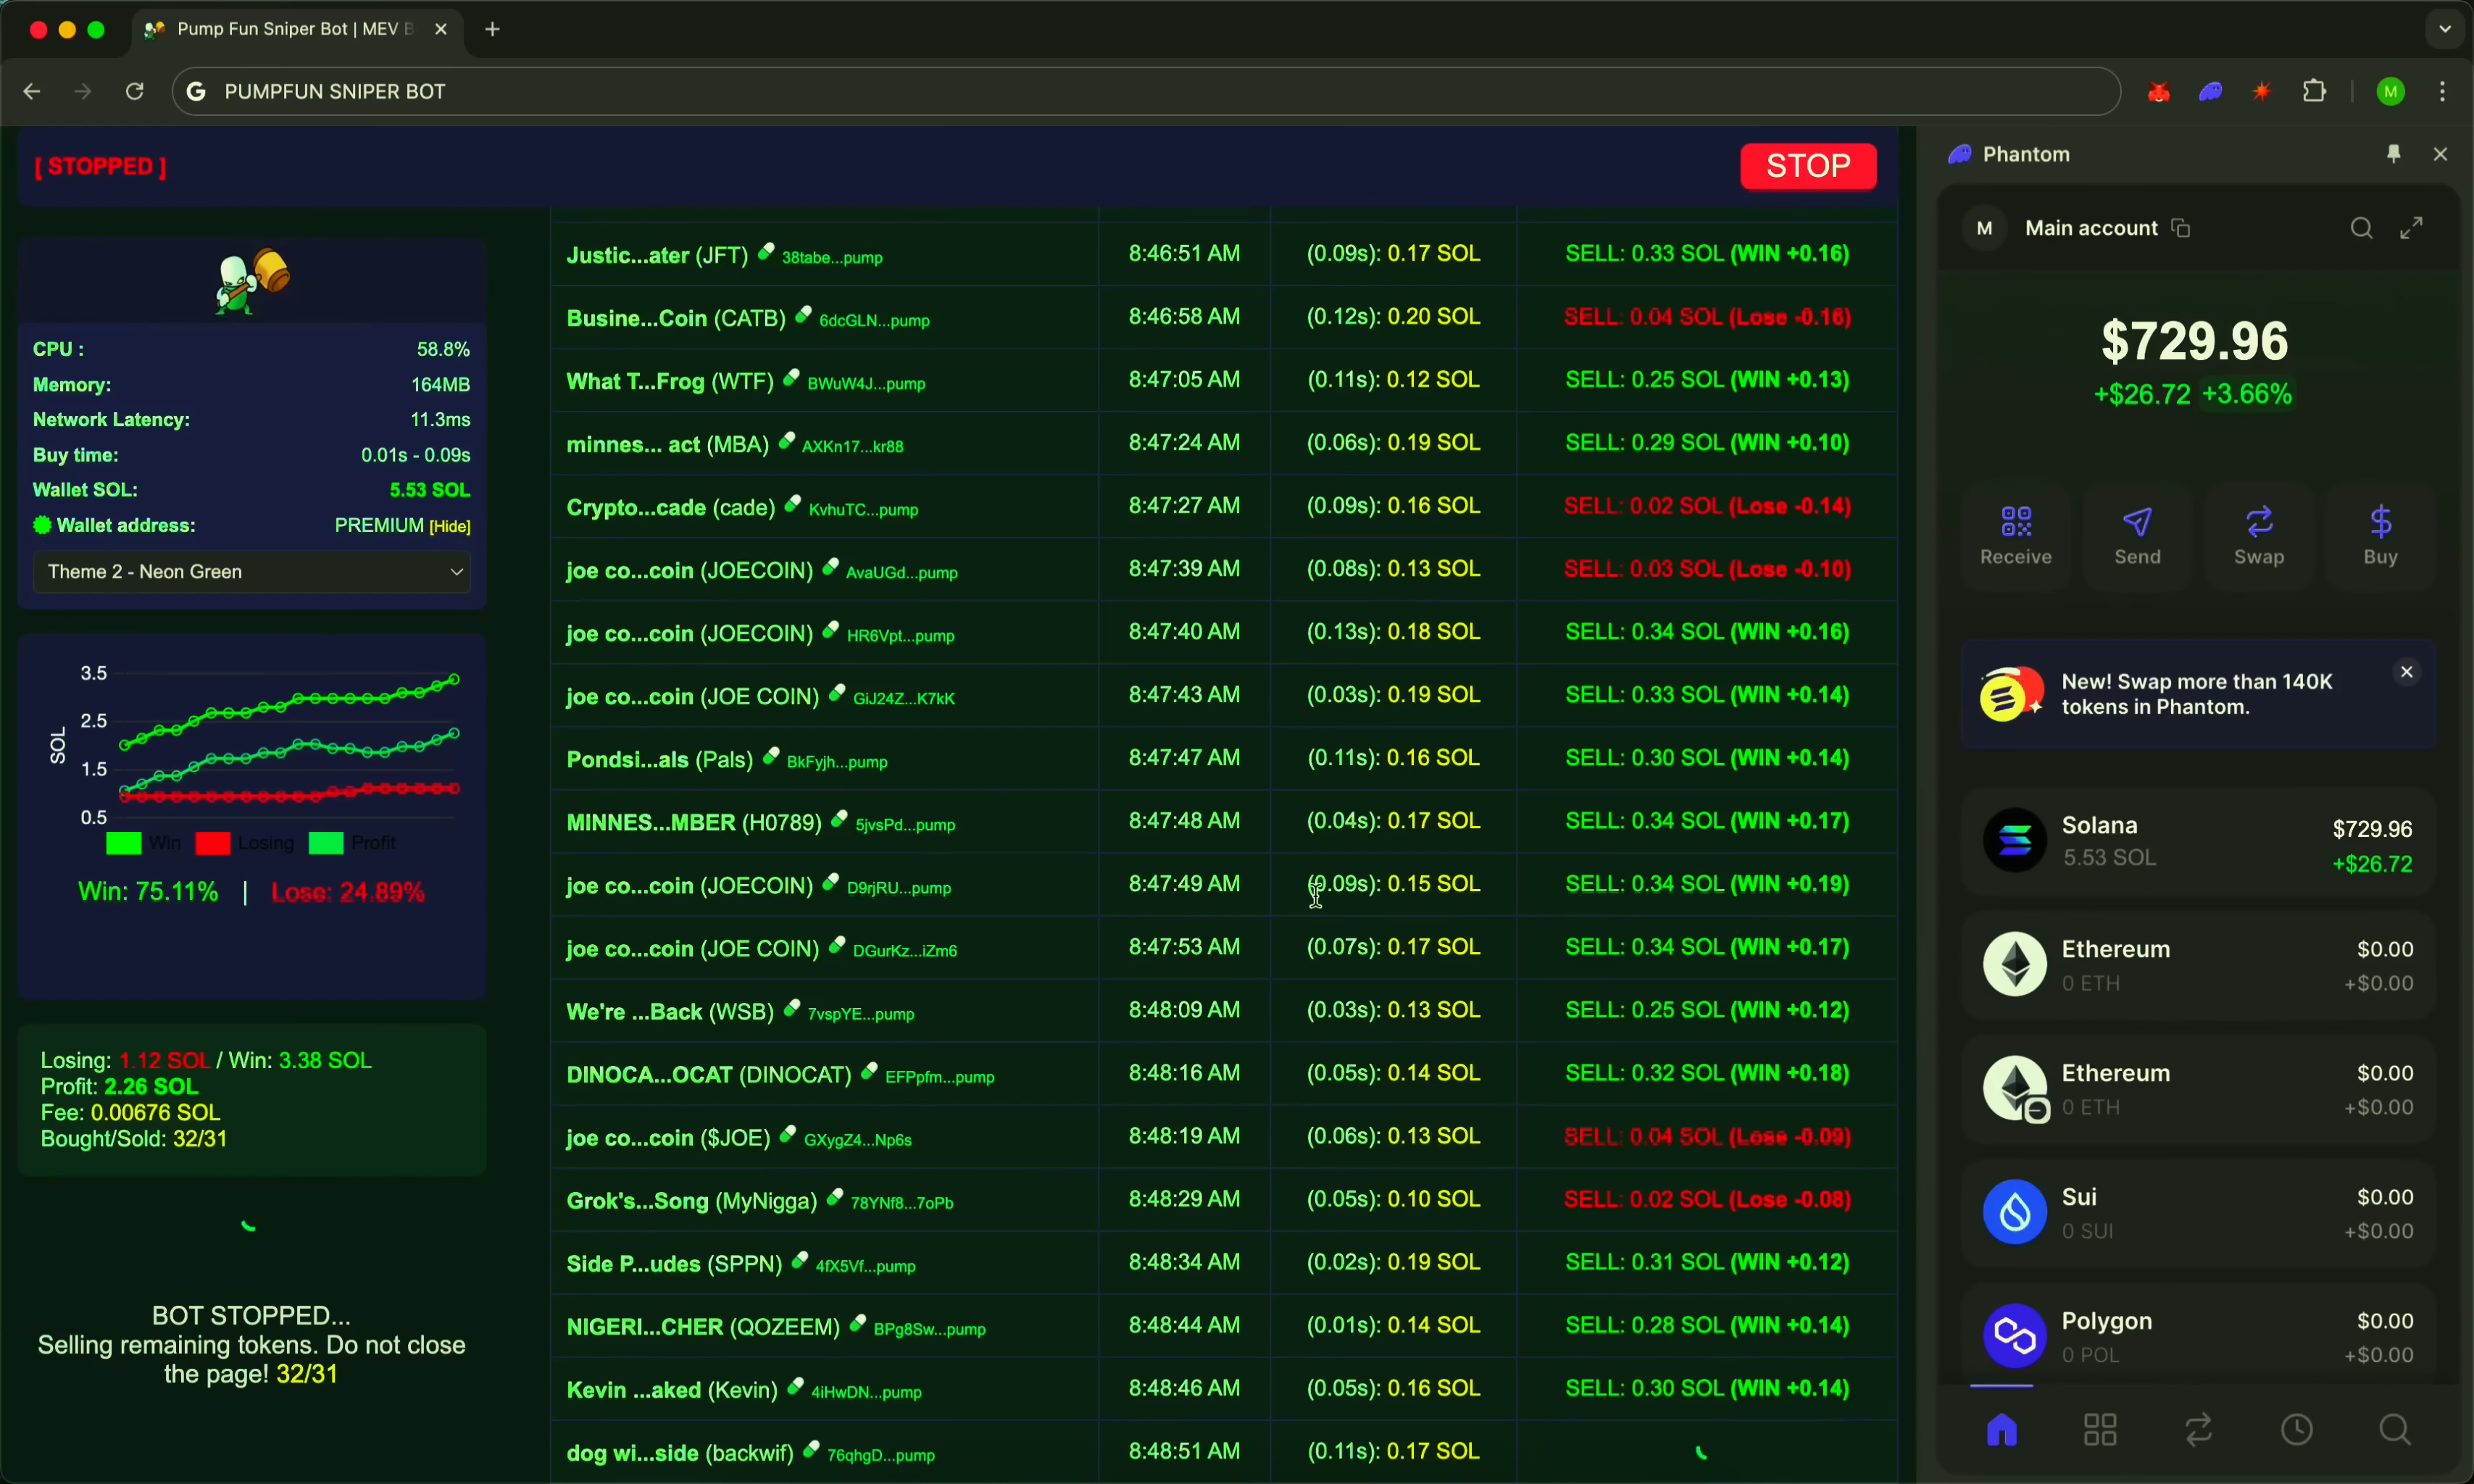 Pump Fun Sniper Bot | MEV B
PUMPFUN SNIPER BOT
M
[ STOPPED ]
STOP
CPU : 58.8%
Memory: 164MB
Network Latency: 11.3ms
Buy time: 0.01s - 0.09s
Wallet SOL: 5.53 SOL
Wallet address: PREMIUM [Hide]
Theme 2 - Neon Green
SOL
3.5
2.5
1.5
0.5
Win Losing Profit
Win: 75.11% | Lose: 24.89%
Losing: 1.12 SOL / Win: 3.38 SOL
Profit: 2.26 SOL
Fee: 0.00676 SOL
Bought/Sold: 32/31
BOT STOPPED...
Selling remaining tokens. Do not close
the page! 32/31
Justic...ater (JFT) 38tabe...pump 8:46:51 AM (0.09s): 0.17 SOL SELL: 0.33 SOL (WIN +0.16)
Busine...Coin (CATB) 6dcGLN...pump 8:46:58 AM (0.12s): 0.20 SOL SELL: 0.04 SOL (Lose -0.16)
What T...Frog (WTF) BWuW4J...pump 8:47:05 AM (0.11s): 0.12 SOL SELL: 0.25 SOL (WIN +0.13)
minnes... act (MBA) AXKn17...kr88 8:47:24 AM (0.06s): 0.19 SOL SELL: 0.29 SOL (WIN +0.10)
Crypto...cade (cade) KvhuTC...pump 8:47:27 AM (0.09s): 0.16 SOL SELL: 0.02 SOL (Lose -0.14)
joe co...coin (JOECOIN) AvaUGd...pump 8:47:39 AM (0.08s): 0.13 SOL SELL: 0.03 SOL (Lose -0.10)
joe co...coin (JOECOIN) HR6Vpt...pump 8:47:40 AM (0.13s): 0.18 SOL SELL: 0.34 SOL (WIN +0.16)
joe co...coin (JOE COIN) GiJ24Z...K7kK 8:47:43 AM (0.03s): 0.19 SOL SELL: 0.33 SOL (WIN +0.14)
Pondsi...als (Pals) BkFyjh...pump 8:47:47 AM (0.11s): 0.16 SOL SELL: 0.30 SOL (WIN +0.14)
MINNES...MBER (H0789) 5jvsPd...pump 8:47:48 AM (0.04s): 0.17 SOL SELL: 0.34 SOL (WIN +0.17)
joe co...coin (JOECOIN) D9rjRU...pump 8:47:49 AM (0.09s): 0.15 SOL SELL: 0.34 SOL (WIN +0.19)
joe co...coin (JOE COIN) DGurKz...iZm6 8:47:53 AM (0.07s): 0.17 SOL SELL: 0.34 SOL (WIN +0.17)
We're ...Back (WSB) 7vspYE...pump 8:48:09 AM (0.03s): 0.13 SOL SELL: 0.25 SOL (WIN +0.12)
DINOCA...OCAT (DINOCAT) EFPpfm...pump 8:48:16 AM (0.05s): 0.14 SOL SELL: 0.32 SOL (WIN +0.18)
joe co...coin ($JOE) GXygZ4...Np6s 8:48:19 AM (0.06s): 0.13 SOL SELL: 0.04 SOL (Lose -0.09)
Grok's...Song (MyNigga) 78YNf8...7oPb 8:48:29 AM (0.05s): 0.10 SOL SELL: 0.02 SOL (Lose -0.08)
Side P...udes (SPPN) 4fX5Vf...pump 8:48:34 AM (0.02s): 0.19 SOL SELL: 0.31 SOL (WIN +0.12)
NIGERI...CHER (QOZEEM) BPg8Sw...pump 8:48:44 AM (0.01s): 0.14 SOL SELL: 0.28 SOL (WIN +0.14)
Kevin ...aked (Kevin) 4iHwDN...pump 8:48:46 AM (0.05s): 0.16 SOL SELL: 0.30 SOL (WIN +0.14)
dog wi...side (backwif) 76qhgD...pump 8:48:51 AM (0.11s): 0.17 SOL
Phantom
M Main account
$729.96
+$26.72 +3.66%
Receive Send Swap Buy
New! Swap more than 140K
tokens in Phantom.
Solana $729.96
5.53 SOL +$26.72
Ethereum $0.00
0 ETH +$0.00
Ethereum $0.00
0 ETH +$0.00
Sui $0.00
0 SUI +$0.00
Polygon $0.00
0 POL +$0.00